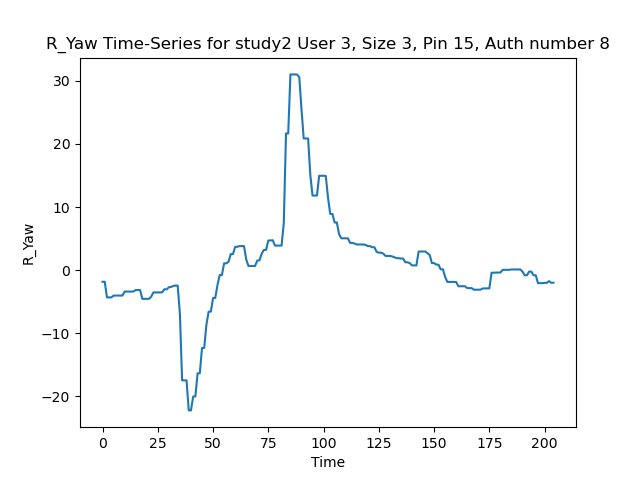 R_Yaw Time-Series for study2 User 3, Size 3, Pin 15, Auth number 8
30
20
10
0
−10
−20
R_Yaw
0 25 50 75 100 125 150 175 200
Time